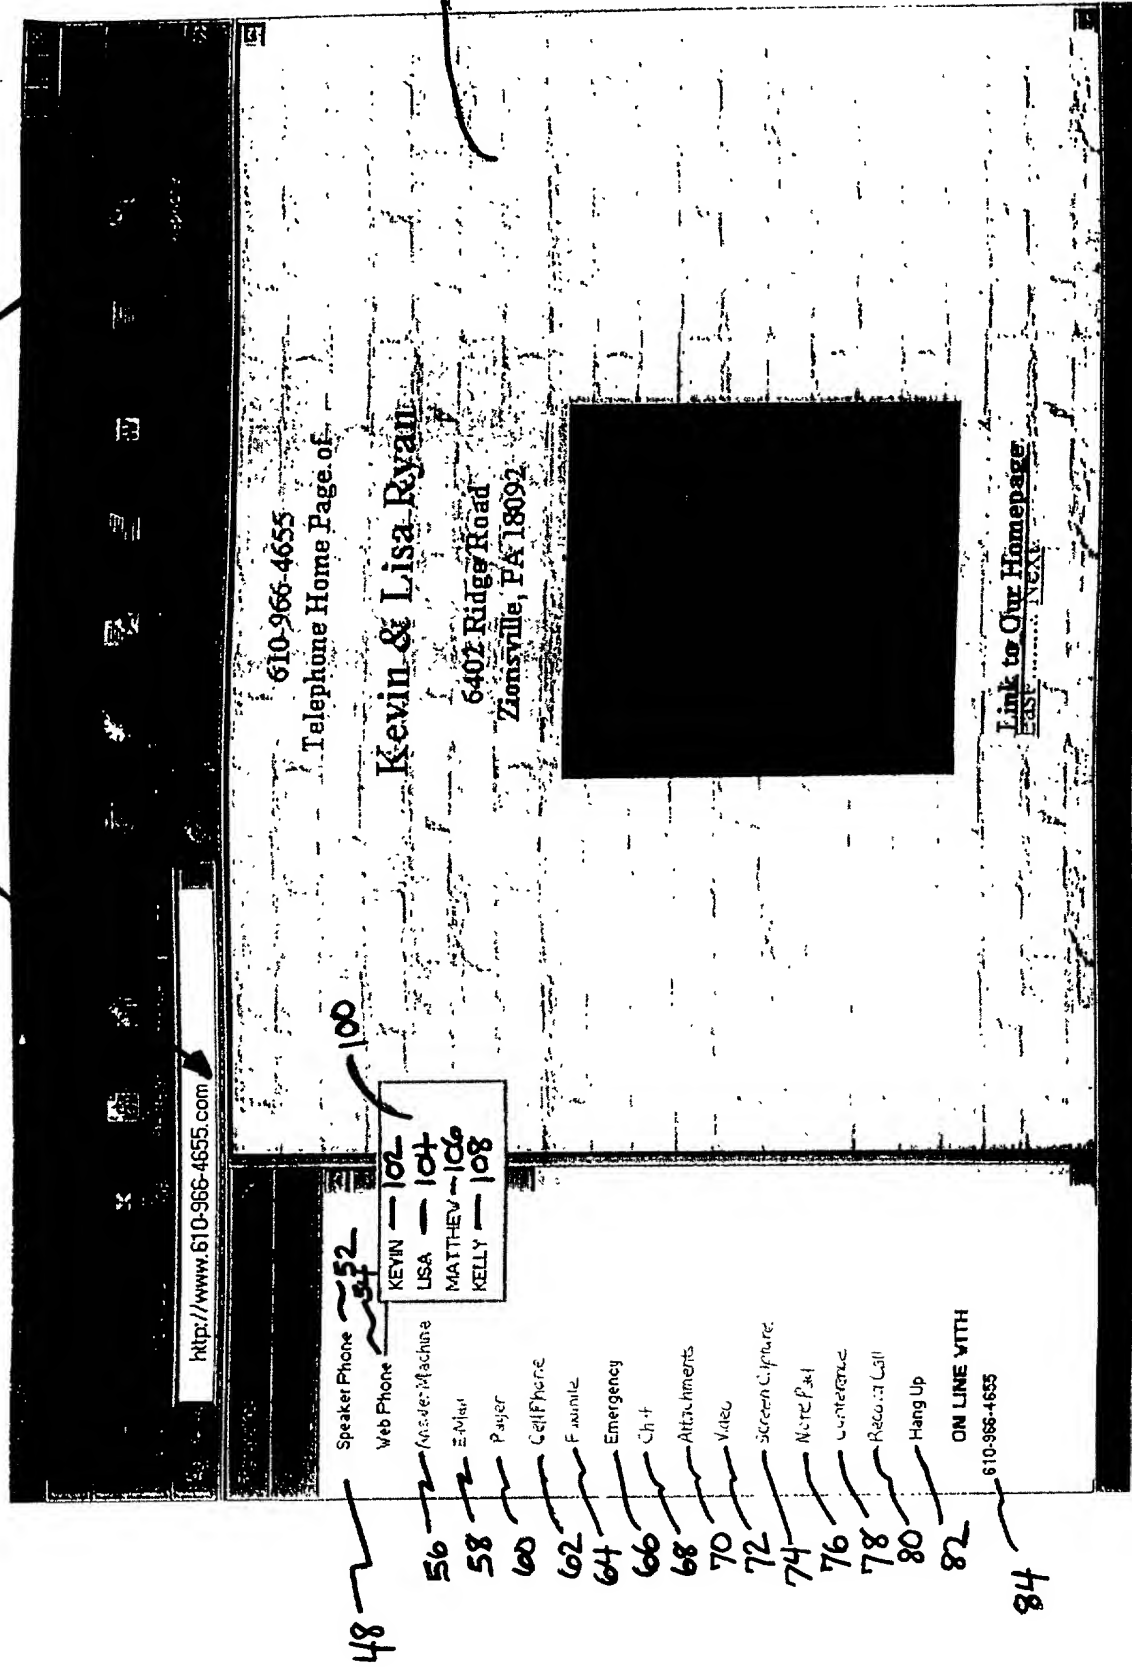 http://www.610-966-4655.com
48
Speaker Phone 52
Web Phone 54
100
KEVIN 102
LISA 104
MATTHEW 106
KELLY 108
56 Answer Machine
58 E-Mail
60 Pager
62 Cell Phone
64 Facsimile
66 Emergency
68 Chat
70 Attachments
72 Video
74 Screen Capture
76 Note Pad
78 Conference
80 Record Call
82 Hang Up
ON LINE WITH
84 610-966-4655
610-966-4655
Telephone Home Page of
Kevin & Lisa Ryan
6402 Ridge Road
Zionsville, PA 18092
Link to Our Homepage
Last ........ Next